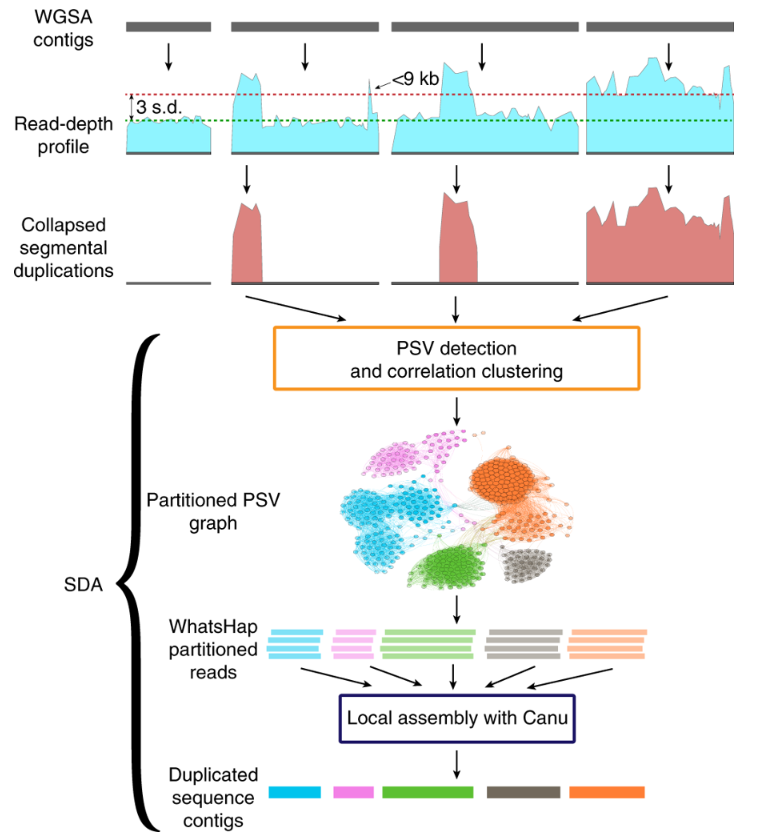 WGSA
contigs
<9 kb
3 s.d.
Read-depth
profile
Collapsed
segmental
duplications
PSV detection
and correlation clustering
Partitioned PSV
graph
SDA
WhatsHap
partitioned
reads
Local assembly with Canu
Duplicated
sequence
contigs